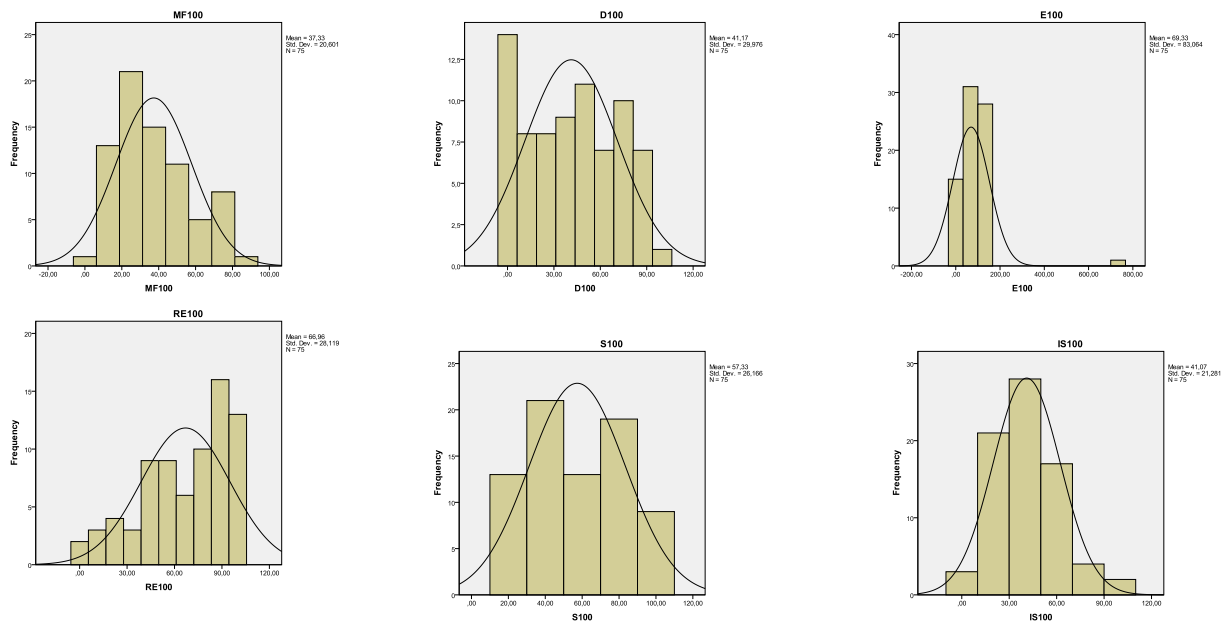 MF100
Mean = 37,33
Std. Dev. = 20,601
N = 75
Frequency
25
20
15
10
5
0
-20,00 ,00 20,00 40,00 60,00 80,00 100,00
MF100
D100
Mean = 41,17
Std. Dev. = 29,976
N = 75
Frequency
12,5
10,0
7,5
5,0
2,5
0,0
,00 30,00 60,00 90,00 120,00
D100
E100
Mean = 69,33
Std. Dev. = 83,064
N = 75
Frequency
40
30
20
10
0
-200,00 ,00 200,00 400,00 600,00 800,00
E100
RE100
Mean = 66,96
Std. Dev. = 28,119
N = 75
Frequency
20
15
10
5
0
,00 30,00 60,00 90,00 120,00
RE100
S100
Mean = 57,33
Std. Dev. = 26,166
N = 75
Frequency
25
20
15
10
5
0
,00 20,00 40,00 60,00 80,00 100,00 120,00
S100
IS100
Mean = 41,07
Std. Dev. = 21,281
N = 75
Frequency
30
20
10
0
,00 30,00 60,00 90,00 120,00
IS100